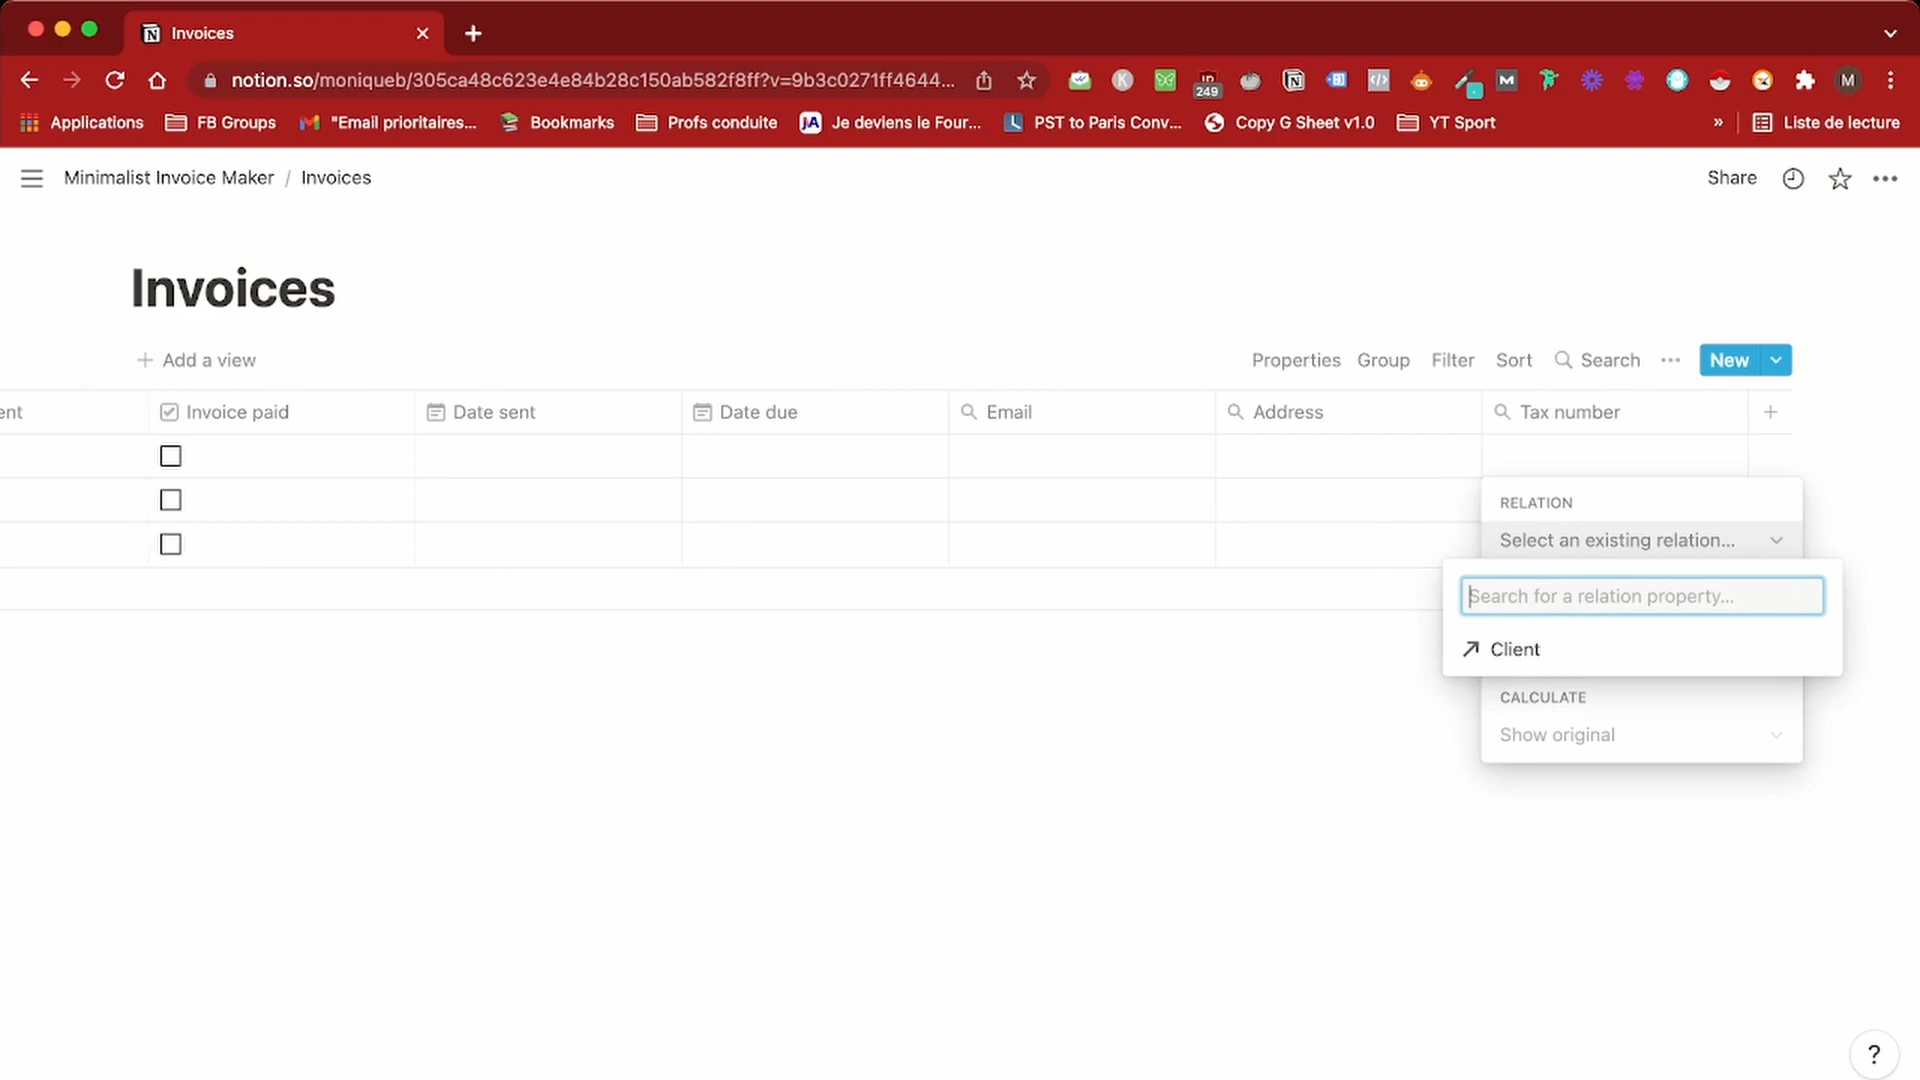 Invoices
notion.so/moniqueb/305ca48c623e4e84b28c150ab582f8ff?v=9b3c0271ff4644...
K
ID
249
M
M
Applications
FB Groups
"Email prioritaires...
Bookmarks
Profs conduite
JA
Je deviens le Four...
PST to Paris Conv...
Copy G Sheet v1.0
YT Sport
»
Liste de lecture
Minimalist Invoice Maker / Invoices
Share
Invoices
+ Add a view
Properties
Group
Filter
Sort
Search
New
ent
Invoice paid
Date sent
Date due
Email
Address
Tax number
+
RELATION
Select an existing relation...
Search for a relation property...
Client
CALCULATE
Show original
?